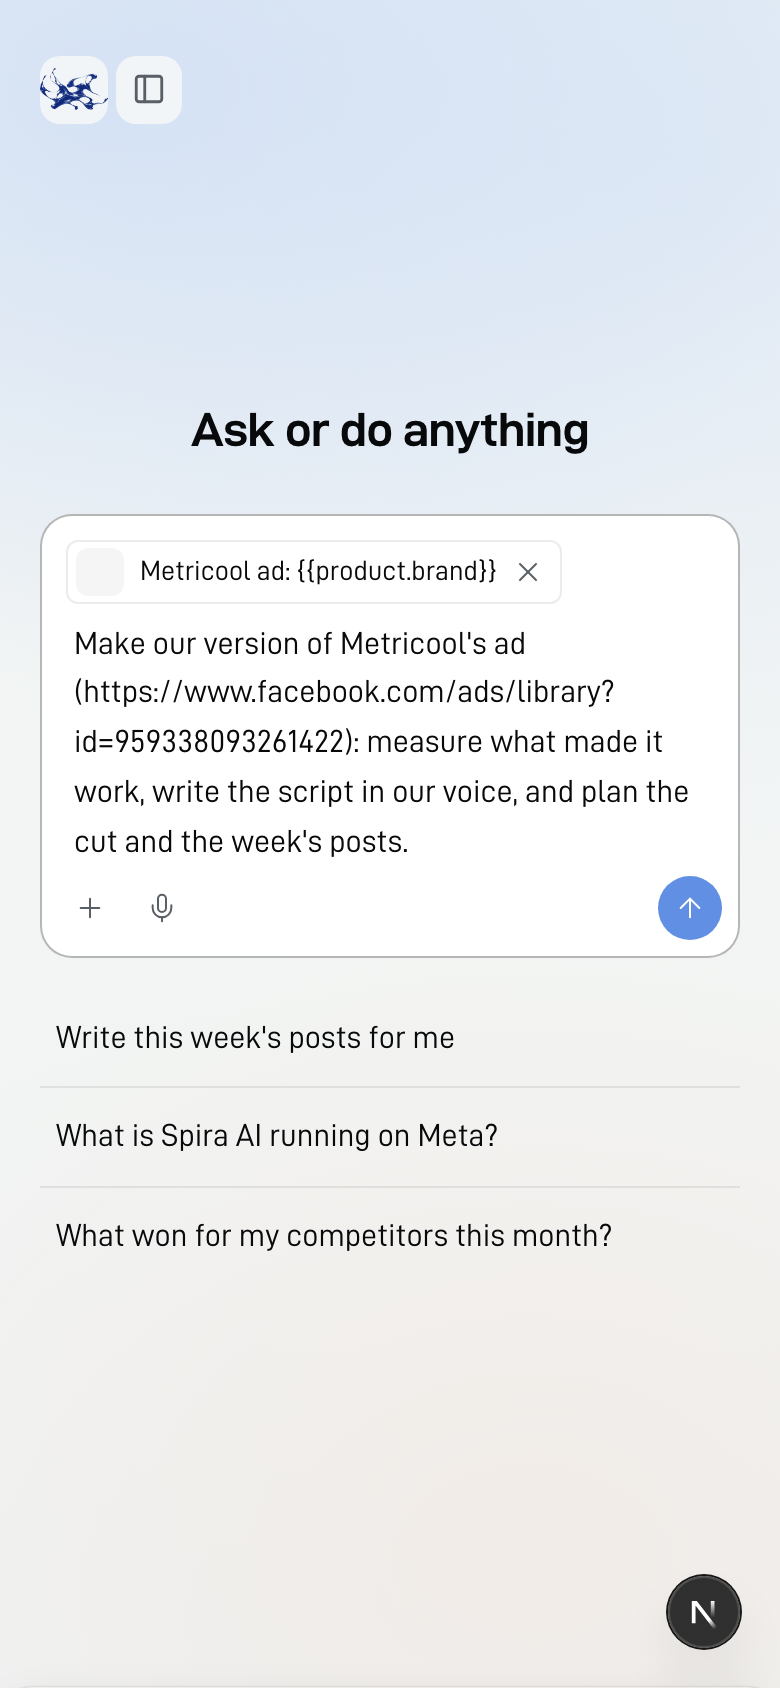 Ask or do anything
Metricool ad: {{product.brand}}
Make our version of Metricool's ad
(https://www.facebook.com/ads/library?
id=959338093261422): measure what made it
work, write the script in our voice, and plan the
cut and the week's posts.
Write this week's posts for me
What is Spira AI running on Meta?
What won for my competitors this month?
N